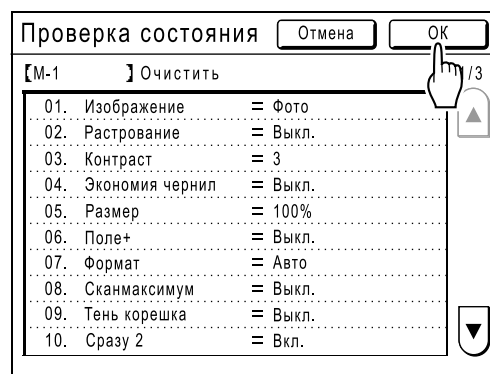 Проверка состояния Отмена OK
【M-1 】Очистить 1/3
01. Изображение = Фото
02. Растрование = Выкл.
03. Контраст = 3
04. Экономия чернил = Выкл.
05. Размер = 100%
06. Поле+ = Выкл.
07. Формат = Авто
08. Сканмаксимум = Выкл.
09. Тень корешка = Выкл.
10. Сразу 2 = Вкл.